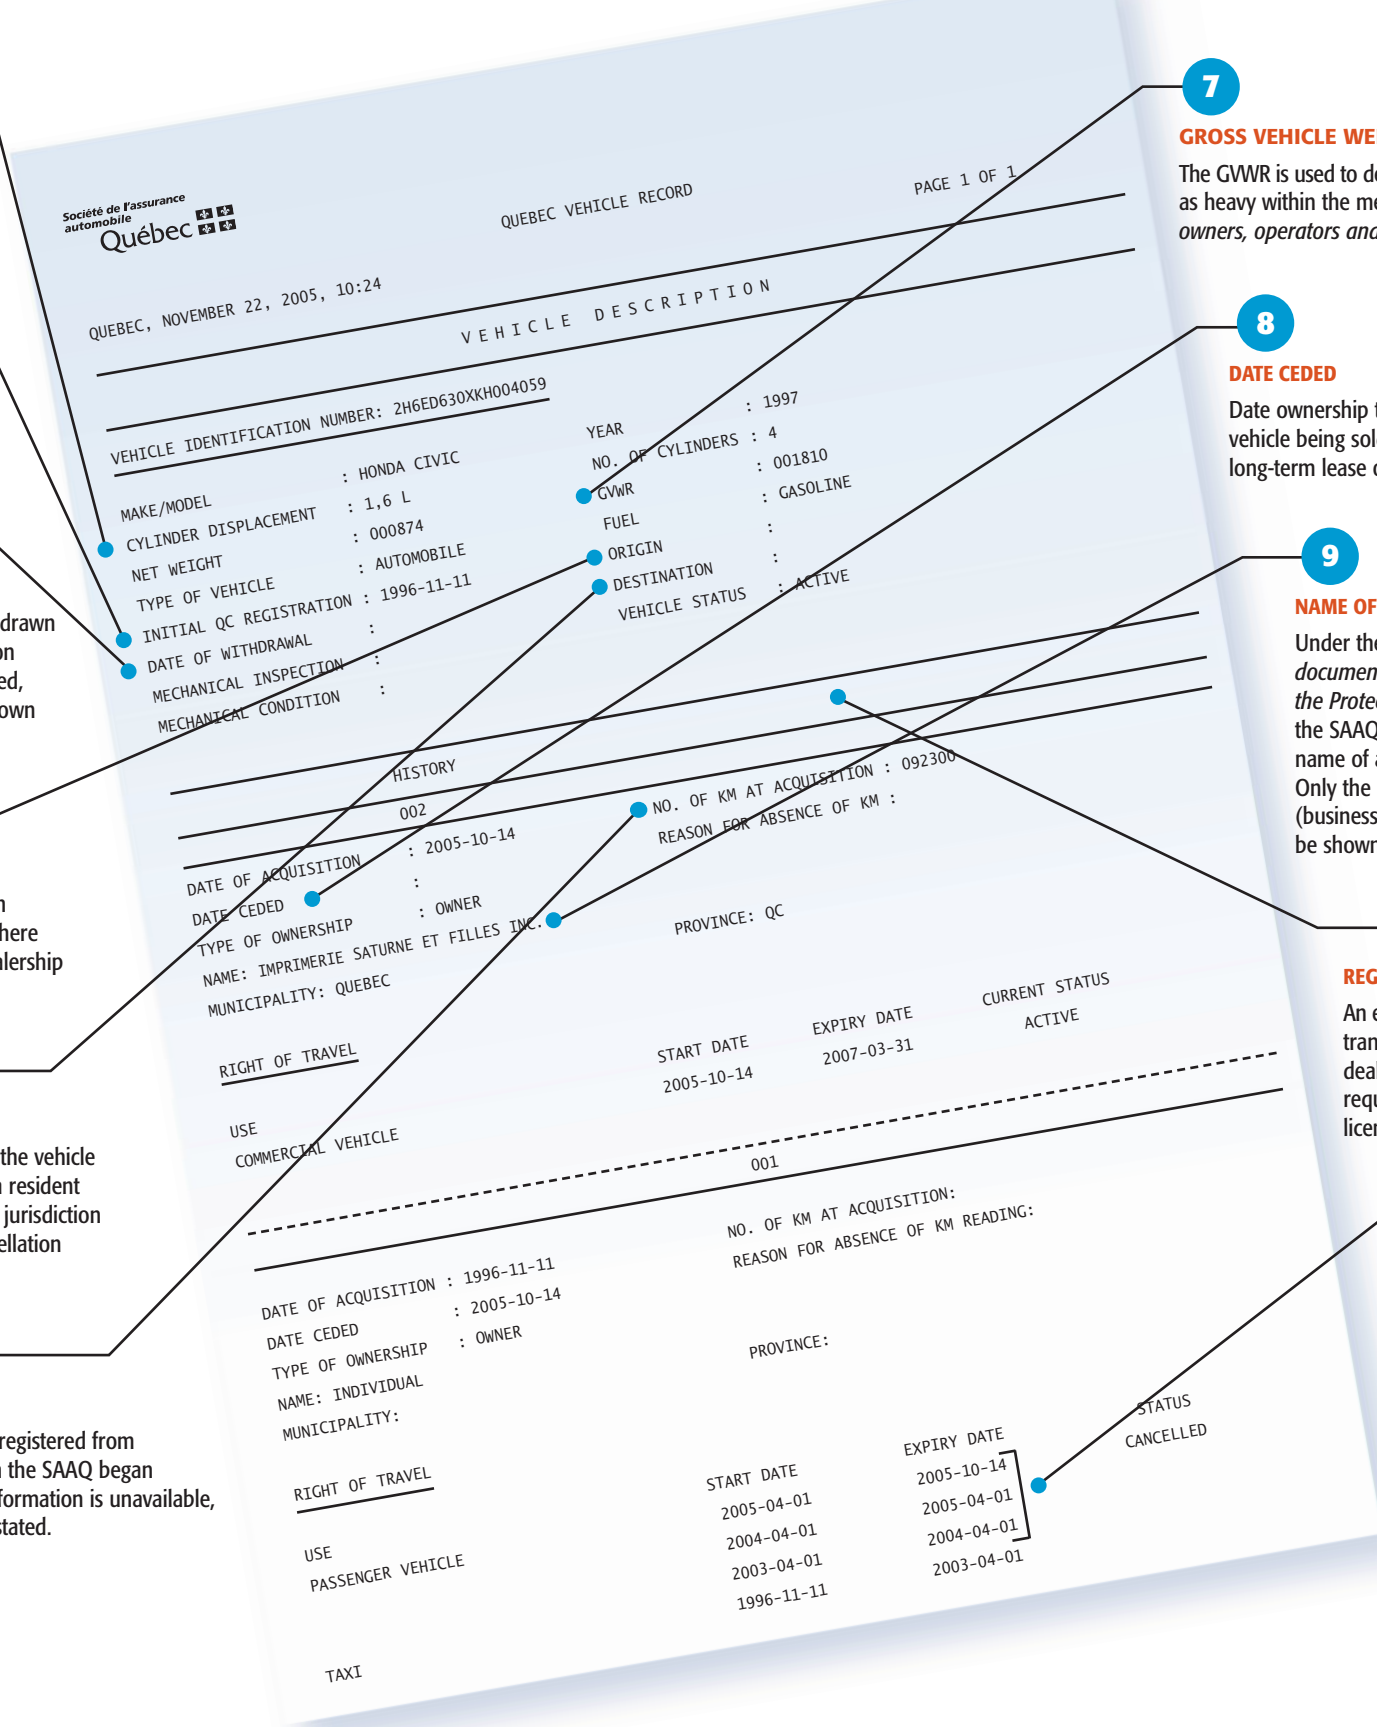 Société de l'assurance
automobile
Québec
QUEBEC VEHICLE RECORD
PAGE 1 OF 1
QUEBEC, NOVEMBER 22, 2005, 10:24
VEHICLE DESCRIPTION
VEHICLE IDENTIFICATION NUMBER: 2H6ED630XKH004059
MAKE/MODEL : HONDA CIVIC
CYLINDER DISPLACEMENT : 1,6 L
NET WEIGHT : 000874
TYPE OF VEHICLE : AUTOMOBILE
INITIAL QC REGISTRATION : 1996-11-11
DATE OF WITHDRAWAL :
MECHANICAL INSPECTION :
MECHANICAL CONDITION :
YEAR : 1997
NO. OF CYLINDERS : 4
GVWR : 001810
FUEL : GASOLINE
ORIGIN :
DESTINATION :
VEHICLE STATUS : ACTIVE
HISTORY
002
DATE OF ACQUISITION : 2005-10-14
DATE CEDED :
TYPE OF OWNERSHIP : OWNER
NAME: IMPRIMERIE SATURNE ET FILLES INC.
MUNICIPALITY: QUEBEC
NO. OF KM AT ACQUISITION : 092300
REASON FOR ABSENCE OF KM :
PROVINCE: QC
RIGHT OF TRAVEL
START DATE EXPIRY DATE CURRENT STATUS
2005-10-14 2007-03-31 ACTIVE
USE
COMMERCIAL VEHICLE
001
DATE OF ACQUISITION : 1996-11-11
DATE CEDED : 2005-10-14
TYPE OF OWNERSHIP : OWNER
NAME: INDIVIDUAL
MUNICIPALITY:
NO. OF KM AT ACQUISITION:
REASON FOR ABSENCE OF KM READING:
PROVINCE:
RIGHT OF TRAVEL
START DATE EXPIRY DATE STATUS
2005-04-01 2005-10-14 CANCELLED
2004-04-01 2005-04-01
2003-04-01 2004-04-01
1996-11-11 2003-04-01
USE
PASSENGER VEHICLE
TAXI
drawn
on
ed,
own
n
here
lership
the vehicle
a resident
jurisdiction
ellation
registered from
n the SAAQ began
formation is unavailable,
stated.
7
GROSS VEHICLE WEI
The GVWR is used to de
as heavy within the me
owners, operators and
8
DATE CEDED
Date ownership t
vehicle being sol
long-term lease o
9
NAME OF
Under the
documen
the Protec
the SAAQ
name of a
Only the
(business
be shown
REG
An e
tran
deal
requ
licen